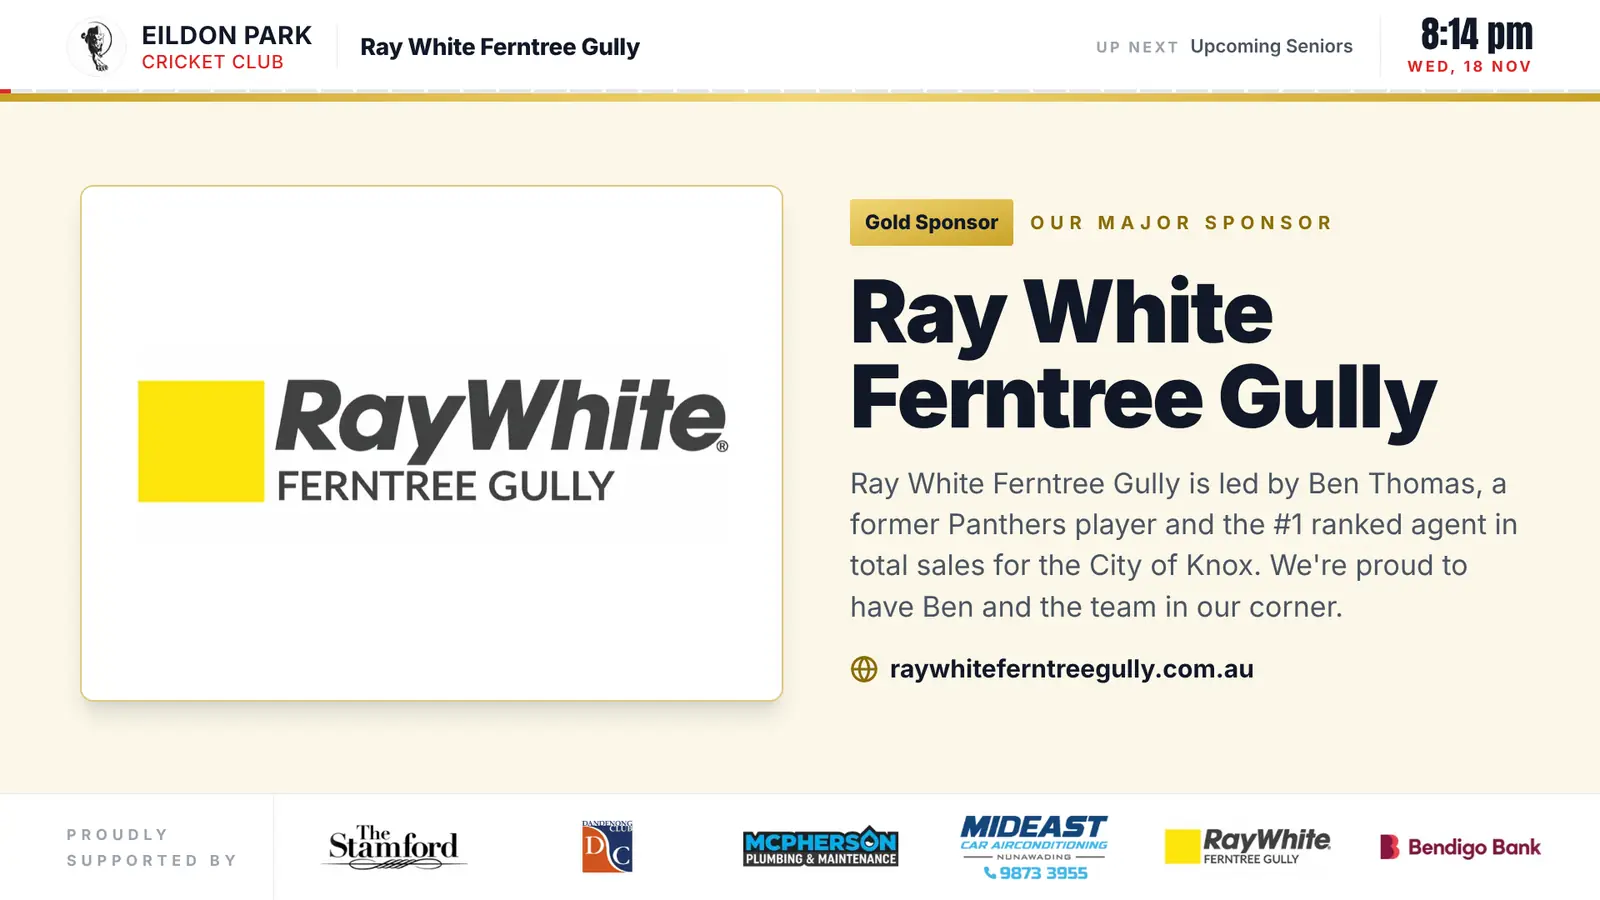 EILDON PARK
CRICKET CLUB
Ray White Ferntree Gully
UP NEXT Upcoming Seniors
8:14 pm
WED, 18 NOV
RayWhite®
FERNTREE GULLY
Gold Sponsor
OUR MAJOR SPONSOR
Ray White
Ferntree Gully
Ray White Ferntree Gully is led by Ben Thomas, a
former Panthers player and the #1 ranked agent in
total sales for the City of Knox. We're proud to
have Ben and the team in our corner.
raywhiteferntreegully.com.au
PROUDLY
SUPPORTED BY
The
Stamford
DANDENONG
CLUB
DC
MCPHERSON
PLUMBING & MAINTENANCE
MIDEAST
CAR AIRCONDITIONING
NUNAWADING
9873 3955
RayWhite
FERNTREE GULLY
Bendigo Bank